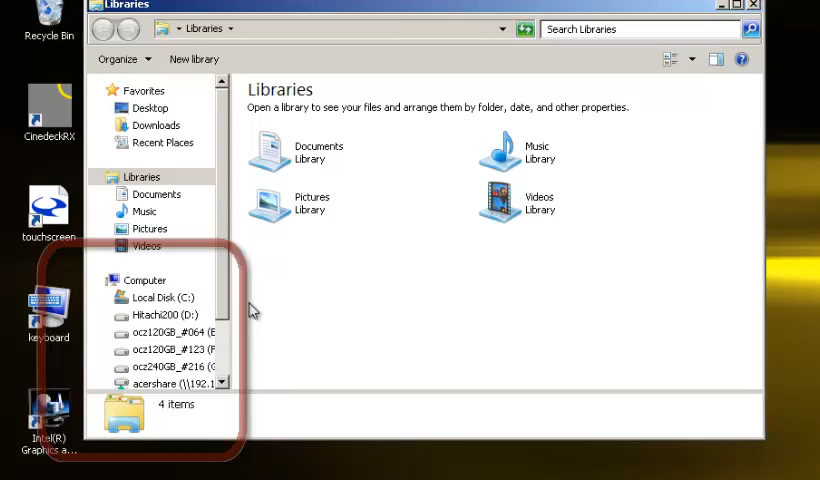 Recycle Bin
CinedeckRX
touchscreen
keyboard
Intel(R)
Graphics a...
Libraries
Libraries
Search Libraries
Organize
New library
Favorites
Desktop
Downloads
Recent Places
Libraries
Documents
Music
Pictures
Videos
Computer
Local Disk (C:)
Hitachi200 (D:)
ocz120GB_#064 (E
ocz120GB_#123 (F
ocz240GB_#216 (G
acershare (\\192.1
Libraries
Open a library to see your files and arrange them by folder, date, and other properties.
Documents
Library
Music
Library
Pictures
Library
Videos
Library
4 items